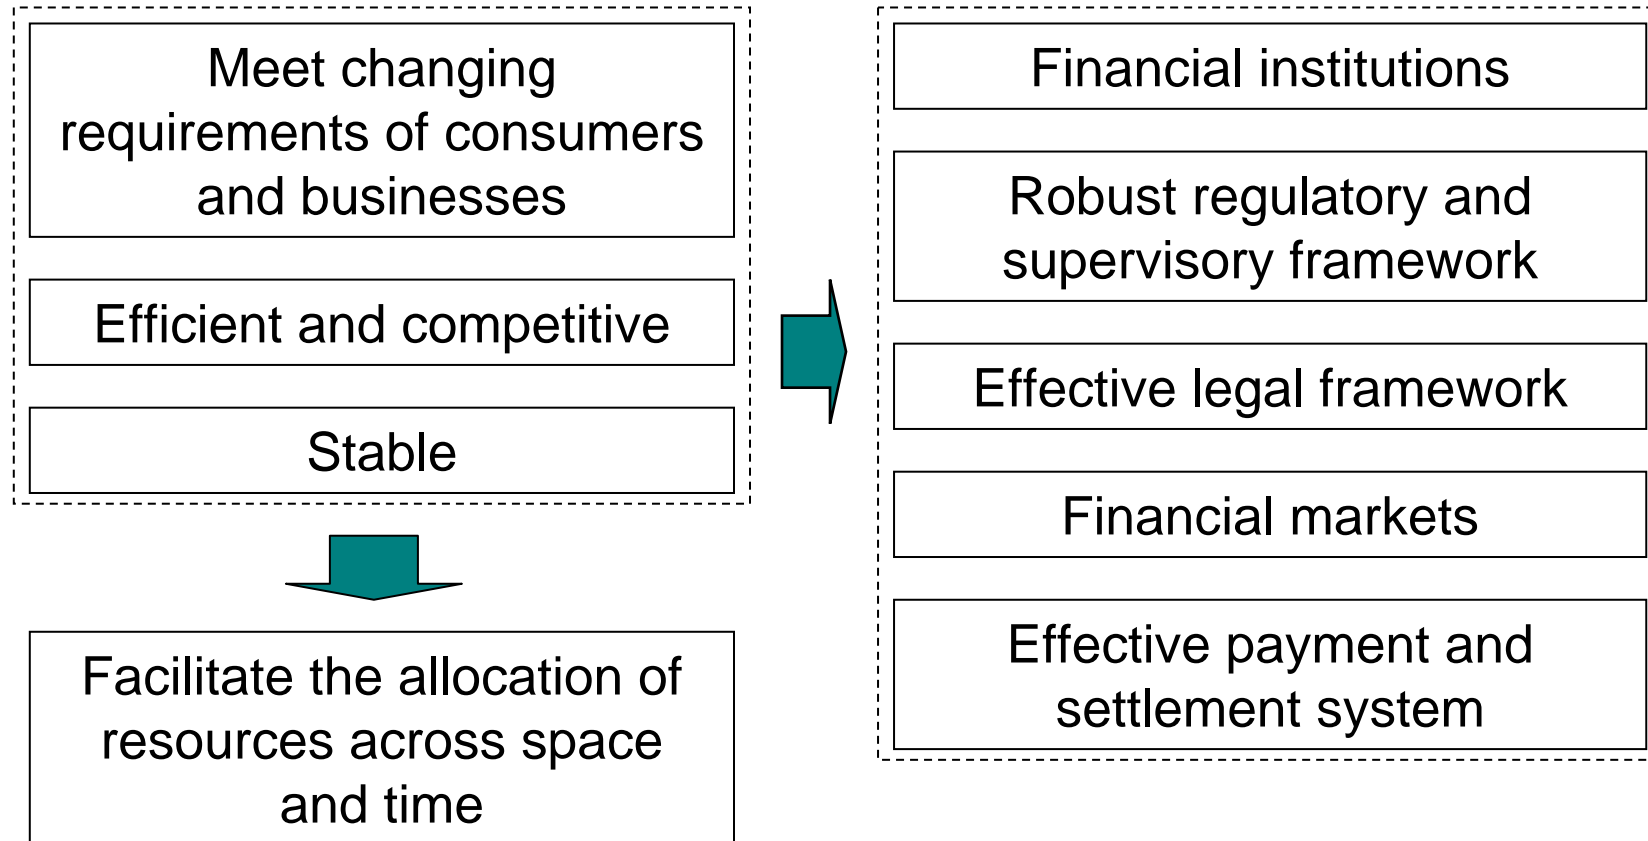 Meet changing
requirements of consumers
and businesses
Efficient and competitive
Stable
Facilitate the allocation of
resources across space
and time
Financial institutions
Robust regulatory and
supervisory framework
Effective legal framework
Financial markets
Effective payment and
settlement system